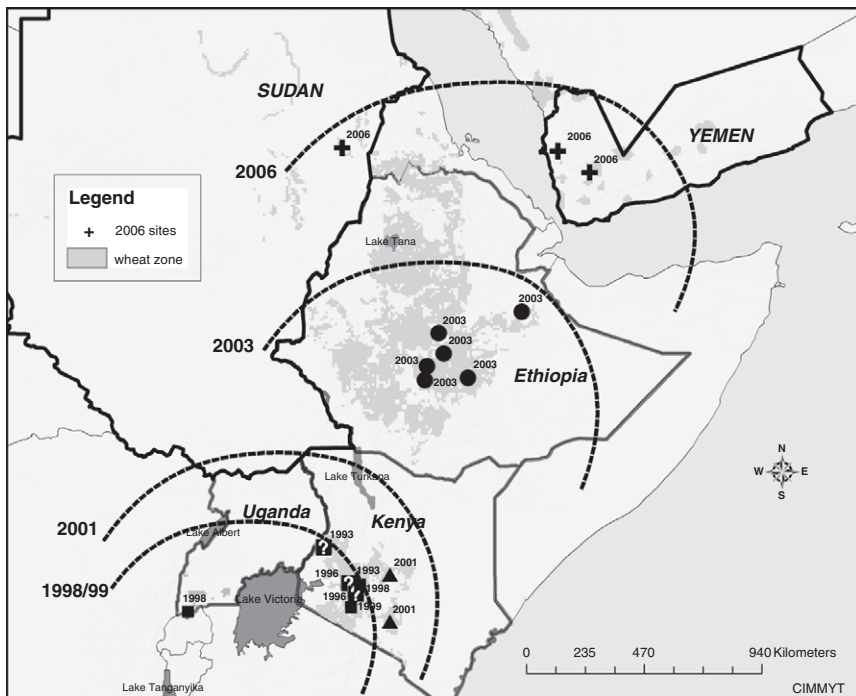 SUDAN
2006
2006
YEMEN
2006
2006
Legend
+ 2006 sites
wheat zone
Lake Tana
2003
2003
2003
2003
2003
2003
2003
Ethiopia
Lake Turkana
Uganda
Kenya
2001
Lake Albert
1993
?
2001
1998/99
1996
?
1993
1998
?
1996
1999
1998
Lake Victoria
2001
Lake Tanganyika
N
W E
S
0 235 470 940 Kilometers
CIMMYT